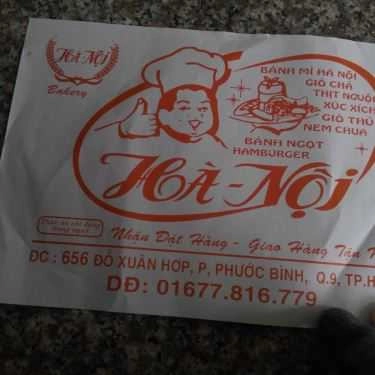 HÀ-NỘI
Bakery
BÁNH MÌ HÀ NỘI
GIÒ CHẢ
THỊT NGUỘI
XÚC XÍCH
GIÒ THỦ
NEM CHUA
BÁNH NGỌT
HAMBURGER
HÀ-NỘI
Nhận Đặt Hàng - Giao Hàng Tận
ĐC : 656 ĐỖ XUÂN HỢP, P, PHƯỚC BÌNH, Q.9, TP.H
DĐ: 01677.816.779